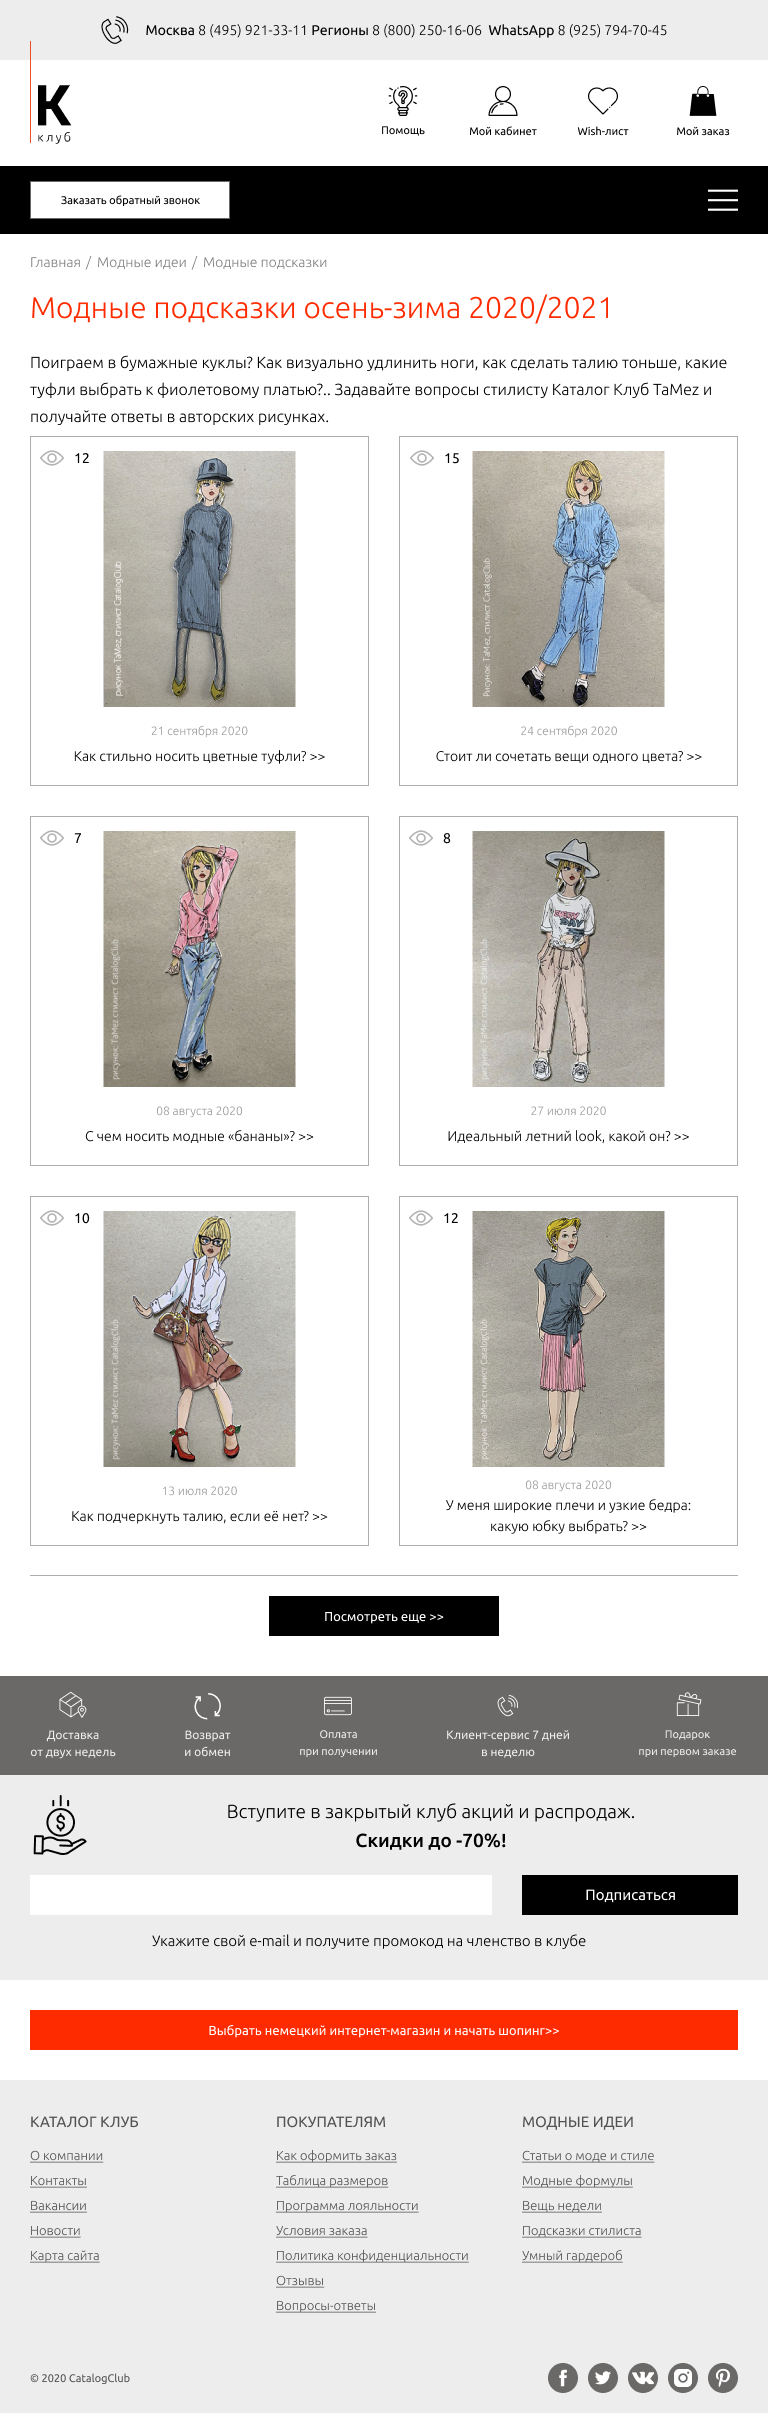 Москва 8 (495) 921-33-11 Регионы 8 (800) 250-16-06 WhatsApp 8 (925) 794-70-45
К
клуб
Помощь
Мой кабинет
Wish-лист
Мой заказ
Заказать обратный звонок
Главная / Модные идеи / Модные подсказки
Модные подсказки осень-зима 2020/2021
Поиграем в бумажные куклы? Как визуально удлинить ноги, как сделать талию тоньше, какие
туфли выбрать к фиолетовому платью?.. Задавайте вопросы стилисту Каталог Клуб TaMez и
получайте ответы в авторских рисунках.
12
рисунок TaMez, стилист CatalogClub
21 сентября 2020
Как стильно носить цветные туфли? >>
15
Рисунок TaMez, стилист CatalogClub
24 сентября 2020
Стоит ли сочетать вещи одного цвета? >>
7
рисунок: TaMez стилист CatalogClub
08 августа 2020
С чем носить модные «бананы»? >>
8
рисунок: TaMez стилист CatalogClub
27 июля 2020
Идеальный летний look, какой он? >>
10
рисунок: TaMez стилист CatalogClub
13 июля 2020
Как подчеркнуть талию, если её нет? >>
12
рисунок: TaMez стилист CatalogClub
08 августа 2020
У меня широкие плечи и узкие бедра:
какую юбку выбрать? >>
Посмотреть еще >>
Доставка
от двух недель
Возврат
и обмен
Оплата
при получении
Клиент-сервис 7 дней
в неделю
Подарок
при первом заказе
Вступите в закрытый клуб акций и распродаж.
Скидки до -70%!
Подписаться
Укажите свой e-mail и получите промокод на членство в клубе
Выбрать немецкий интернет-магазин и начать шопинг>>
КАТАЛОГ КЛУБ
О компании
Контакты
Вакансии
Новости
Карта сайта
ПОКУПАТЕЛЯМ
Как оформить заказ
Таблица размеров
Программа лояльности
Условия заказа
Политика конфиденциальности
Отзывы
Вопросы-ответы
МОДНЫЕ ИДЕИ
Статьи о моде и стиле
Модные формулы
Вещь недели
Подсказки стилиста
Умный гардероб
© 2020 CatalogClub